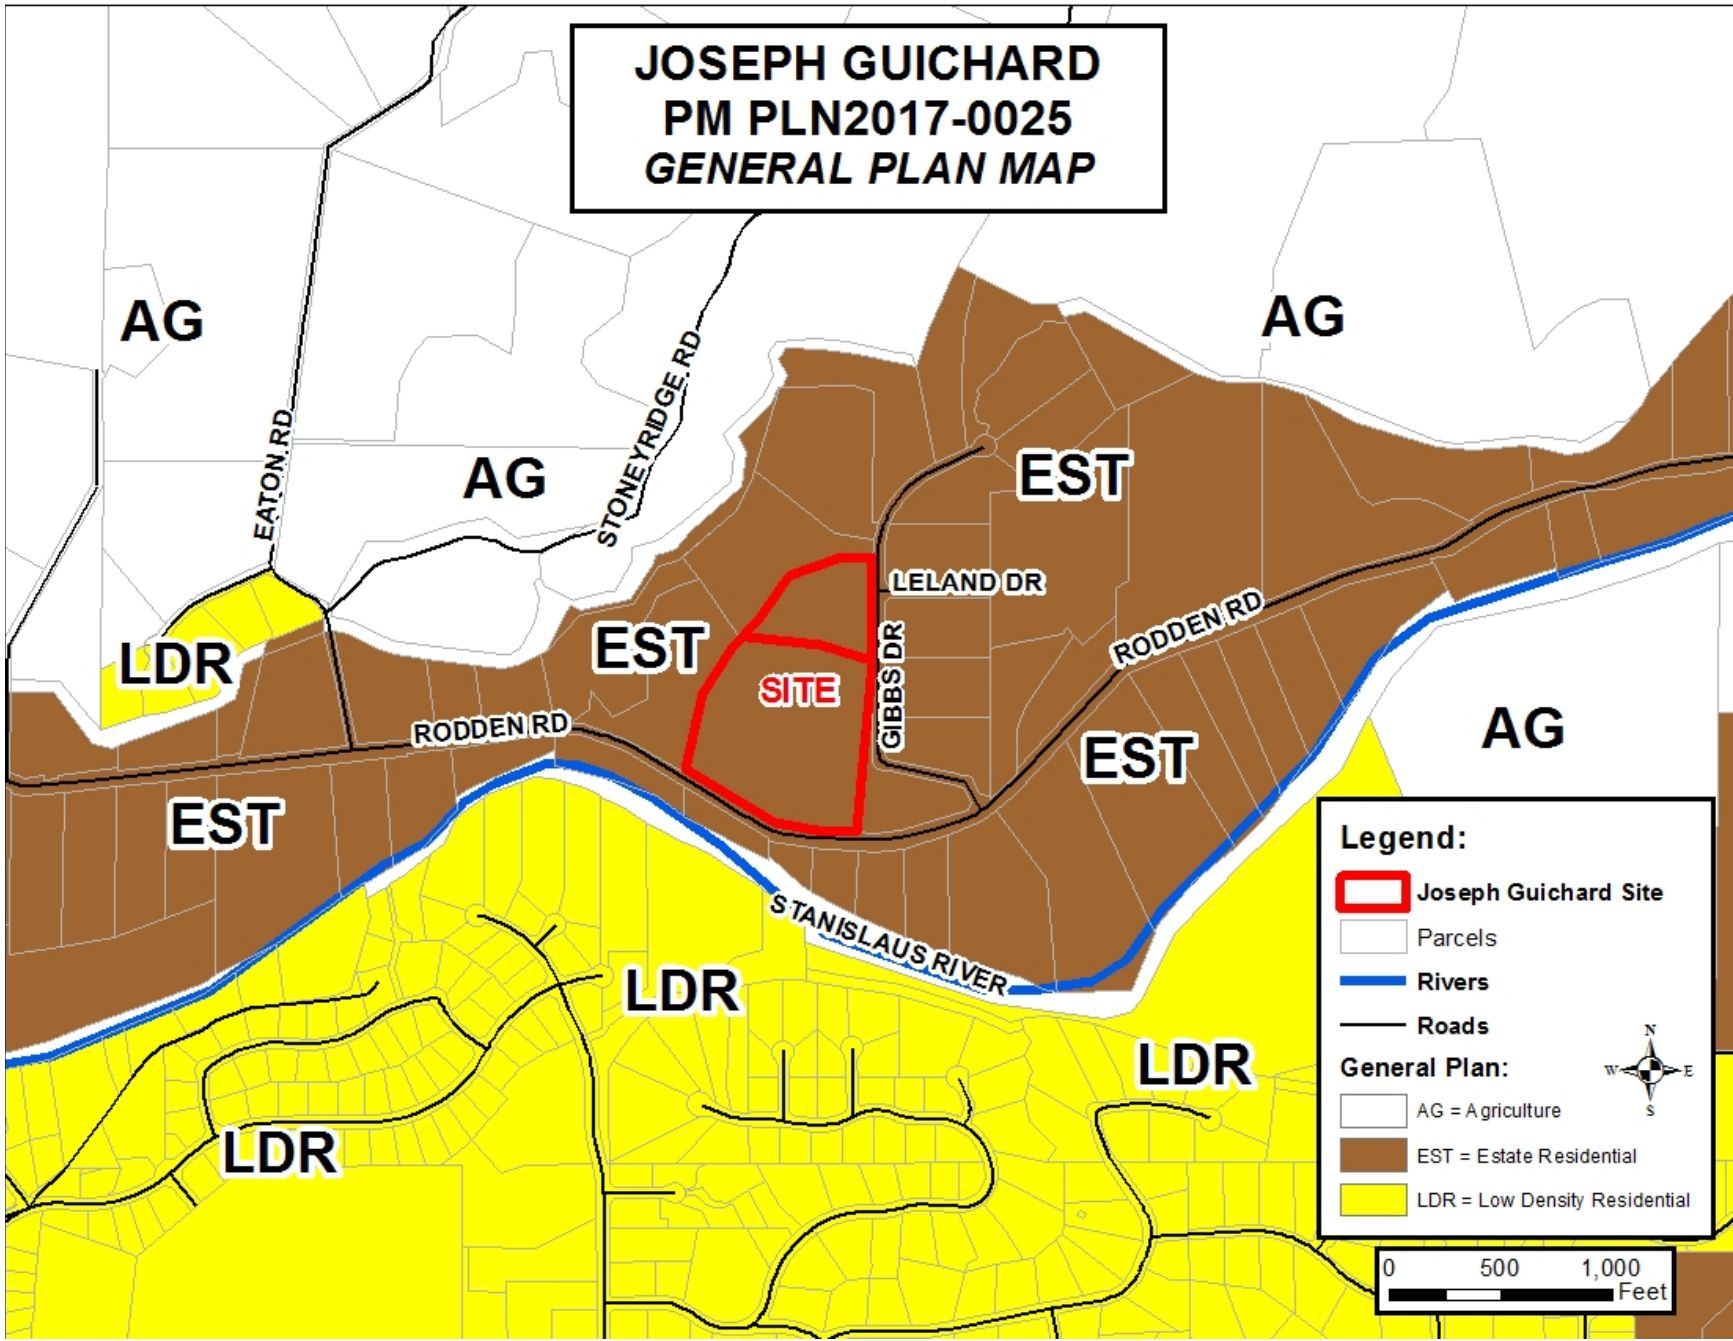 JOSEPH GUICHARD
PM PLN2017-0025
GENERAL PLAN MAP
AG
AG
EATON RD
STONEYRIDGE RD
AG
EST
LELAND DR
RODDEN RD
LDR
EST
SITE
GIBBS DR
RODDEN RD
EST
AG
EST
STANISLAUS RIVER
LDR
LDR
LDR
Legend:
Joseph Guichard Site
Parcels
Rivers
Roads
General Plan:
N
W
E
S
AG = Agriculture
EST = Estate Residential
LDR = Low Density Residential
0 500 1,000
Feet